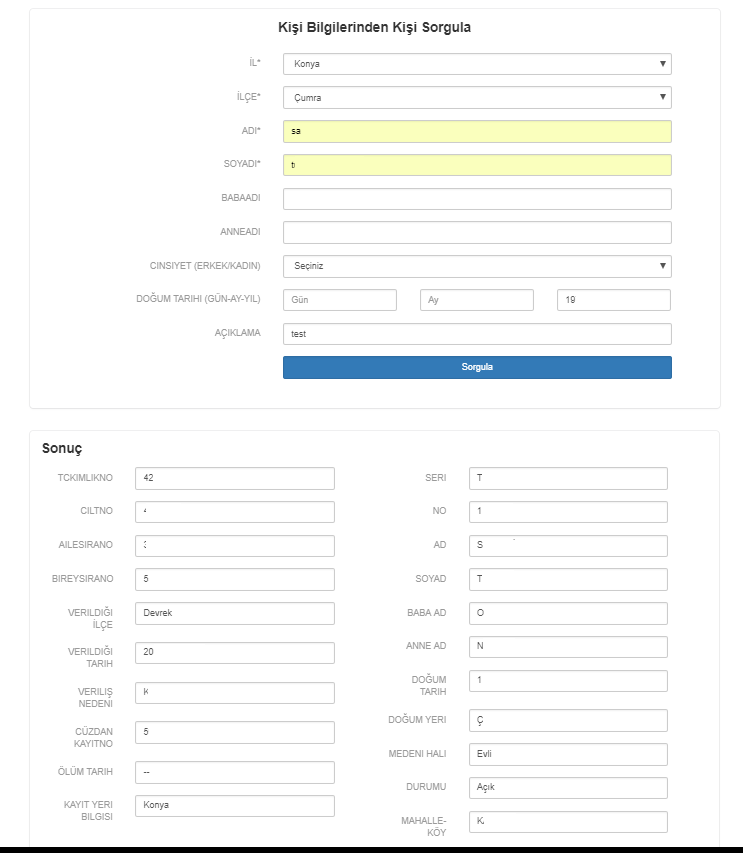 Kişi Bilgilerinden Kişi Sorgula
İL* Konya
İLÇE* Çumra
ADI* sa
SOYADI*
BABAADI
ANNEADI
CINSIYET (ERKEK/KADIN) Seçiniz
DOĞUM TARIHI (GÜN-AY-YIL) Gün Ay 19
AÇIKLAMA test
Sorgula
Sonuç
TCKIMLIKNO 42
CILTNO
AILESIRANO
BIREYSIRANO 5
VERILDIĞI
İLÇE
Devrek
VERILDIĞI
TARIH
20
VERILIŞ
NEDENI
CÜZDAN
KAYITNO
5
ÖLÜM TARIH --
KAYIT YERI
BILGISI
Konya
SERI T
NO 1
AD S
SOYAD T
BABA AD O
ANNE AD N
DOĞUM
TARIH
1
DOĞUM YERI Ç
MEDENI HALI Evli
DURUMU Açık
MAHALLE-
KÖY